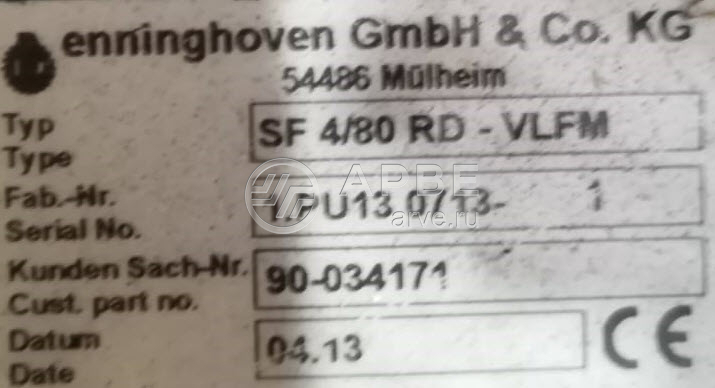 enninghoven GmbH & Co. KG
54486 Mülheim
Typ
Type
SF 4/80 RD - VLFM
Fab.-Nr.
Serial No.
1
АРВЕ
arve.ru
Kunden Sach-Nr.
Cust. part no.
90-034171
Datum
Date
04.13
CE